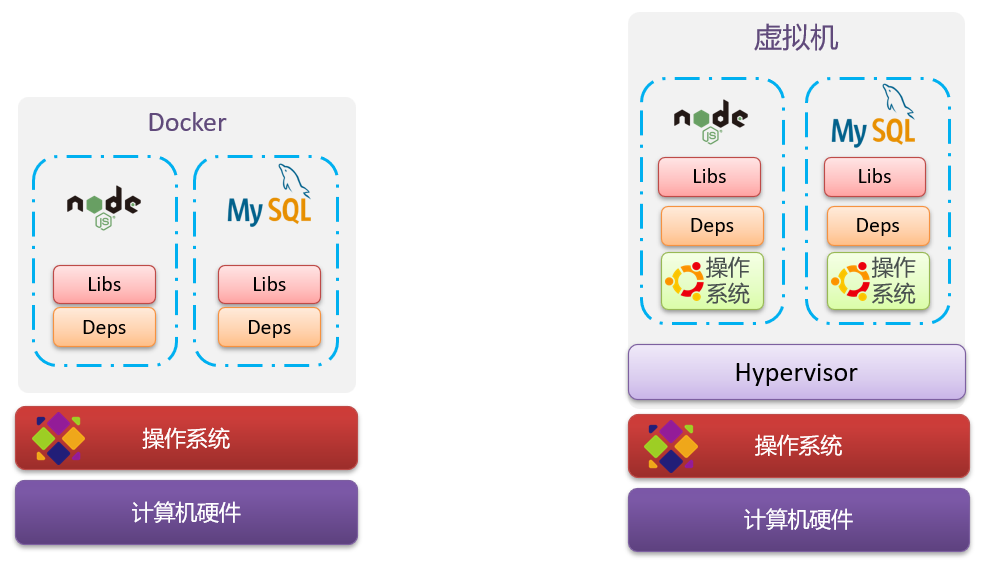 Docker
node
JS
MySQL
Libs
Libs
Deps
Deps
操作系统
计算机硬件
虚拟机
node
JS
MySQL
Libs
Libs
Deps
Deps
操作
系统
操作
系统
Hypervisor
操作系统
计算机硬件